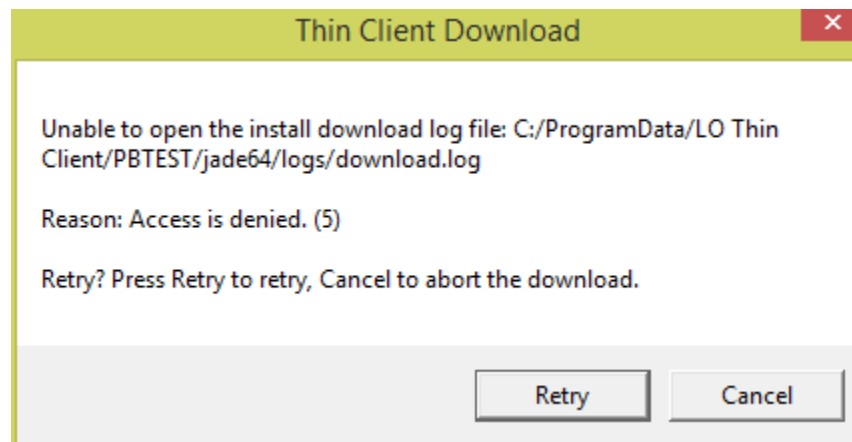 Thin Client Download
Unable to open the install download log file: C:/ProgramData/LO Thin
Client/PBTEST/jade64/logs/download.log
Reason: Access is denied. (5)
Retry? Press Retry to retry, Cancel to abort the download.
Retry
Cancel